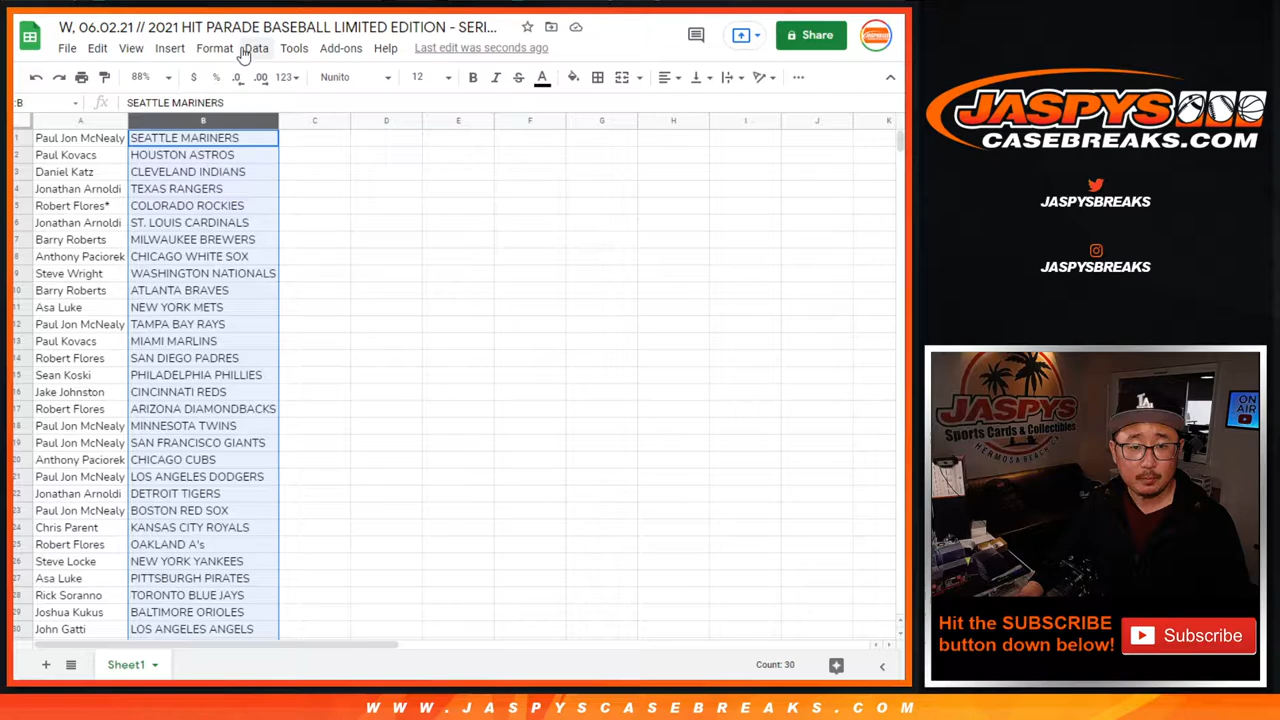 W, 06.02.21 // 2021 HIT PARADE BASEBALL LIMITED EDITION - SERI...
File Edit View Insert Format Data Tools Add-ons Help Last edit was seconds ago
Share
88% $ % .0 .00 123 Nunito 12 B I S A
:B fx SEATTLE MARINERS
A B C D E F G H I J K
1 Paul Jon McNealy SEATTLE MARINERS
2 Paul Kovacs HOUSTON ASTROS
3 Daniel Katz CLEVELAND INDIANS
4 Jonathan Arnoldi TEXAS RANGERS
5 Robert Flores* COLORADO ROCKIES
6 Jonathan Arnoldi ST. LOUIS CARDINALS
7 Barry Roberts MILWAUKEE BREWERS
8 Anthony Paciorek CHICAGO WHITE SOX
9 Steve Wright WASHINGTON NATIONALS
10 Barry Roberts ATLANTA BRAVES
11 Asa Luke NEW YORK METS
12 Paul Jon McNealy TAMPA BAY RAYS
13 Paul Kovacs MIAMI MARLINS
14 Robert Flores SAN DIEGO PADRES
15 Sean Koski PHILADELPHIA PHILLIES
16 Jake Johnston CINCINNATI REDS
17 Robert Flores ARIZONA DIAMONDBACKS
18 Paul Jon McNealy MINNESOTA TWINS
19 Paul Jon McNealy SAN FRANCISCO GIANTS
20 Anthony Paciorek CHICAGO CUBS
21 Paul Jon McNealy LOS ANGELES DODGERS
22 Jonathan Arnoldi DETROIT TIGERS
23 Paul Jon McNealy BOSTON RED SOX
24 Chris Parent KANSAS CITY ROYALS
25 Robert Flores OAKLAND A's
26 Steve Locke NEW YORK YANKEES
27 Asa Luke PITTSBURGH PIRATES
28 Rick Soranno TORONTO BLUE JAYS
29 Joshua Kukus BALTIMORE ORIOLES
30 John Gatti LOS ANGELES ANGELS
Sheet1 Count: 30
JASPYS
CASEBREAKS.COM
JASPYSBREAKS
JASPYSBREAKS
JASPYS
Sports Cards & Collectibles
HERMOSA BEACH
ON
AIR
LA
Hit the SUBSCRIBE
button down below!
Subscribe
WWW.JASPYSCASEBREAKS.COM